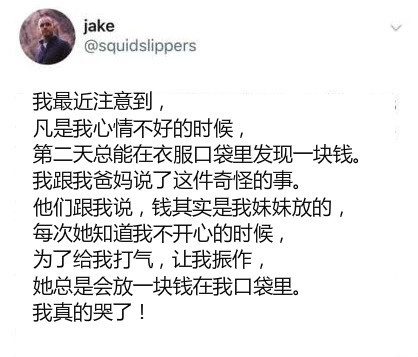 jake
@squidslippers
我最近注意到，
凡是我心情不好的时候，
第二天总能在衣服口袋里发现一块钱。
我跟我爸妈说了这件奇怪的事。
他们跟我说，钱其实是我妹妹放的，
每次她知道我不开心的时候，
为了给我打气，让我振作，
她总是会放一块钱在我口袋里。
我真的哭了！